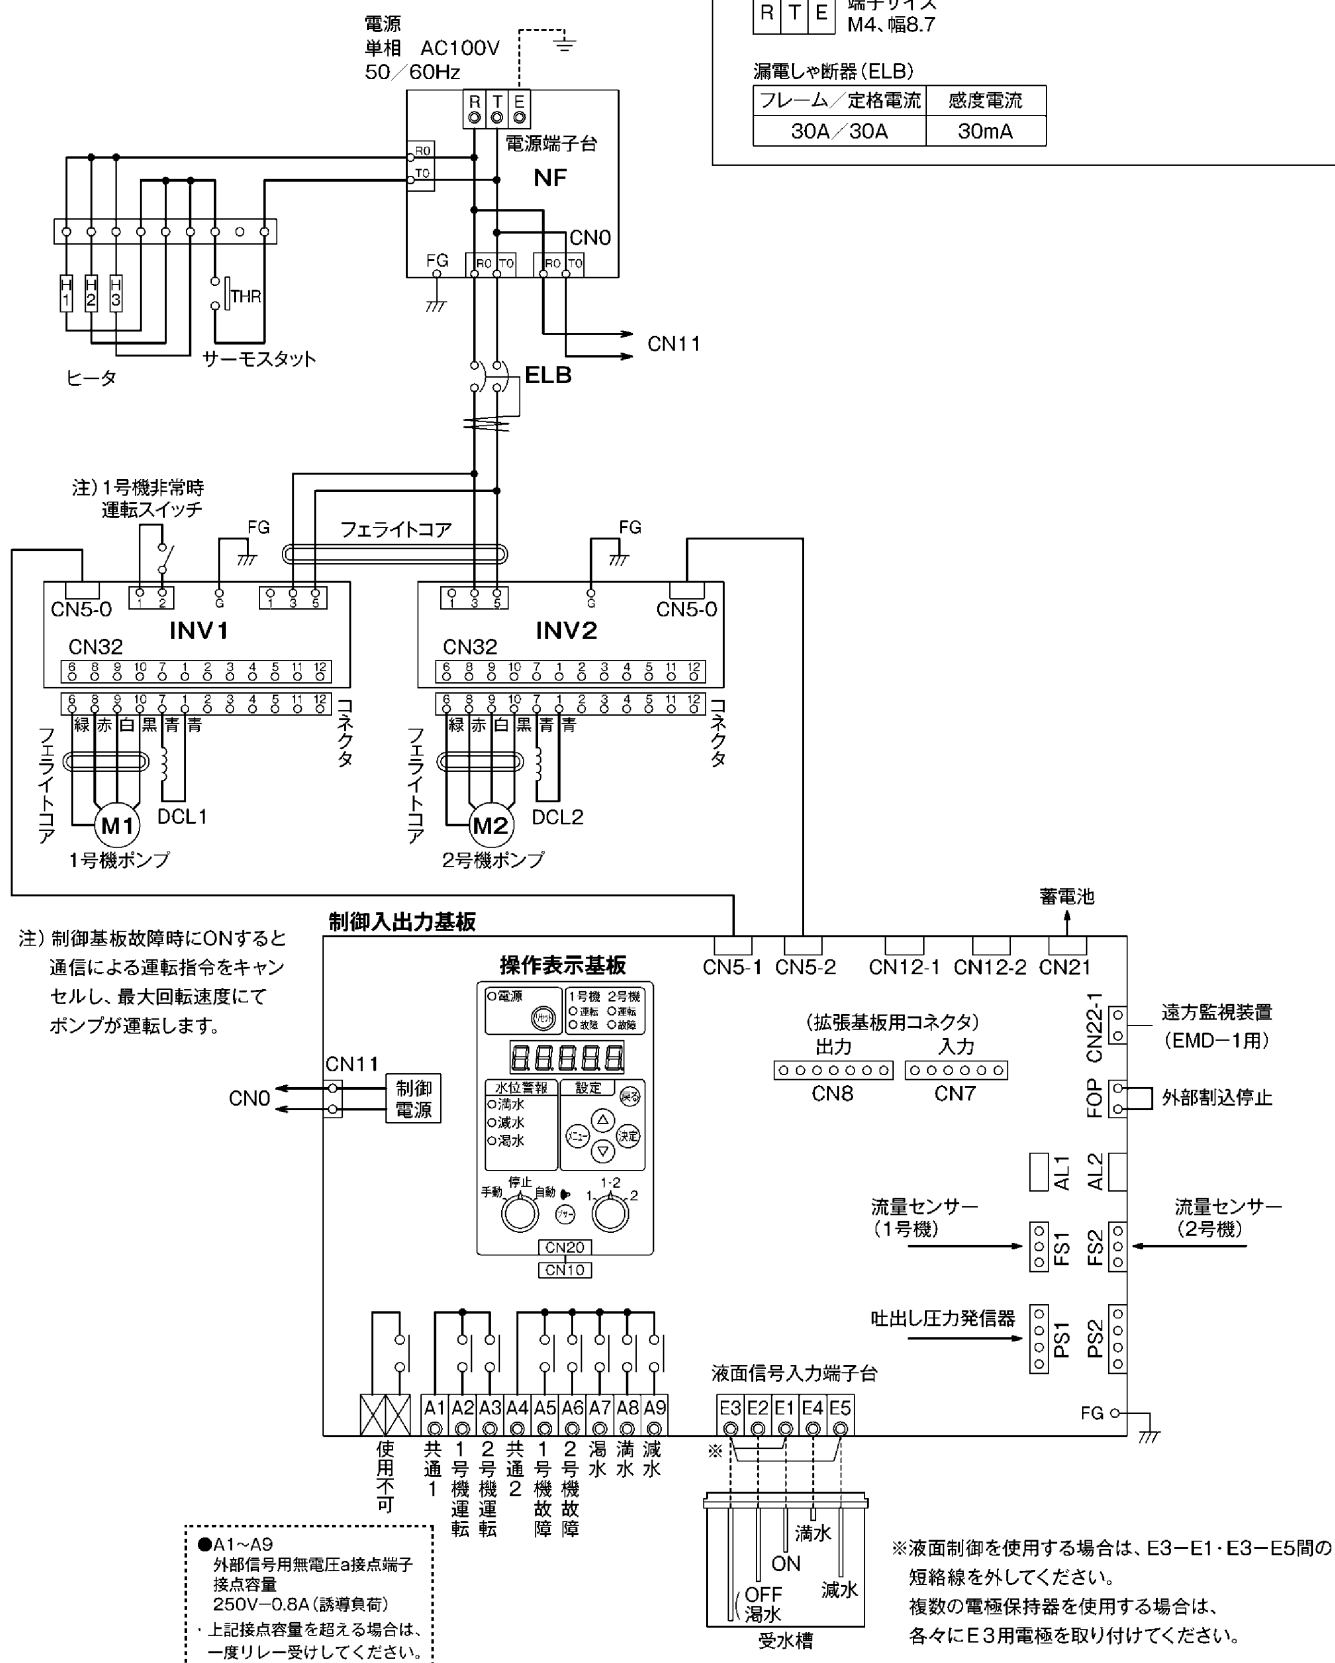 端子サイズ
R T E
M4、幅8.7
漏電しゃ断器(ELB)
フレーム/定格電流 感度電流
30A/30A 30mA
電源
単相 AC100V
50/60Hz
R T E
電源端子台
NF
R0
T0
CN0
FG
R0 T0 R0 T0
CN11
ELB
H1 H2 H3
THR
サーモスタット
ヒータ
注)1号機非常時
運転スイッチ
FG
フェライトコア
FG
CN5-0
1 2 G 1 3 5
INV1
CN32
6 8 9 10 7 1 2 3 4 5 11 12
6 8 9 10 7 1 2 3 4 5 11 12
緑 赤 白 黒 青 青
コネクタ
フェライトコア
M1
DCL1
1号機ポンプ
1 3 5 G
CN5-0
INV2
CN32
6 8 9 10 7 1 2 3 4 5 11 12
6 8 9 10 7 1 2 3 4 5 11 12
緑 赤 白 黒 青 青
コネクタ
フェライトコア
M2
DCL2
2号機ポンプ
注)制御基板故障時にONすると
通信による運転指令をキャン
セルし、最大回転速度にて
ポンプが運転します。
制御入出力基板
蓄電池
CN5-1 CN5-2 CN12-1 CN12-2 CN21
操作表示基板
電源
リセット
1号機 2号機
運転 運転
故障 故障
88888
水位警報
満水
減水
渇水
設定
戻る
メニュー
決定
手動 停止 自動
ブザー
1 1-2 2
CN20
CN10
CN11
CN0
制御
電源
(拡張基板用コネクタ)
出力 入力
CN8 CN7
CN22-1
遠方監視装置
(EMD-1用)
FOP
外部割込停止
AL1 AL2
流量センサー
(1号機)
FS1 FS2
流量センサー
(2号機)
吐出し圧力発信器
PS1 PS2
FG
A1 A2 A3 A4 A5 A6 A7 A8 A9
使用不可
共通1
1号機運転
2号機運転
共通2
1号機故障
2号機故障
渇水
満水
減水
液面信号入力端子台
E3 E2 E1 E4 E5
※
満水
ON
減水
OFF
渇水
受水槽
●A1~A9
外部信号用無電圧a接点端子
接点容量
250V-0.8A(誘導負荷)
・上記接点容量を超える場合は、
一度リレー受けしてください。
※液面制御を使用する場合は、E3-E1・E3-E5間の
短絡線を外してください。
複数の電極保持器を使用する場合は、
各々にE3用電極を取り付けてください。